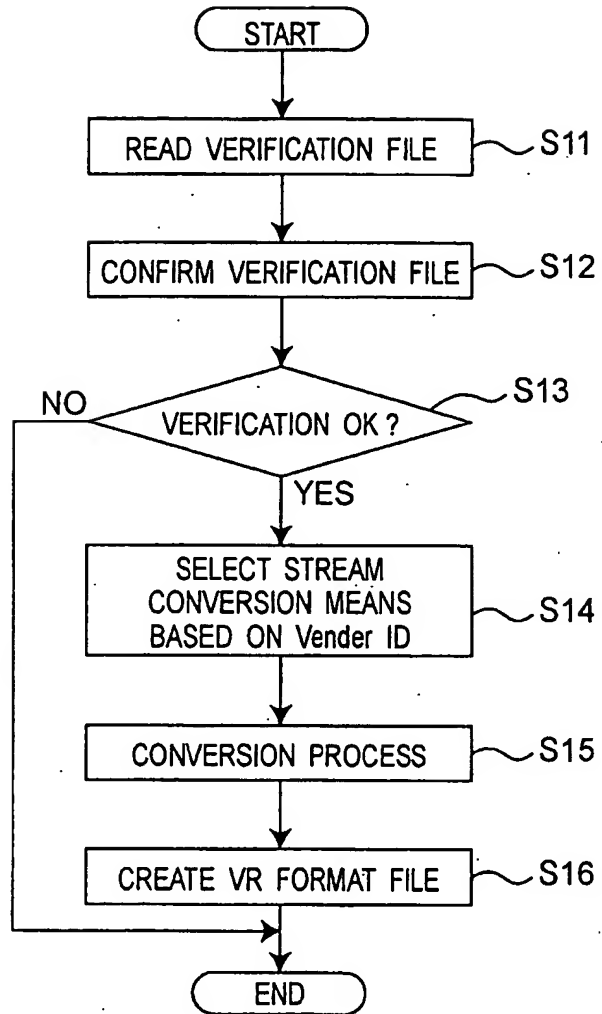 START
READ VERIFICATION FILE
S11
CONFIRM VERIFICATION FILE
S12
NO
VERIFICATION OK?
S13
YES
SELECT STREAM
CONVERSION MEANS
BASED ON Vender ID
S14
CONVERSION PROCESS
S15
CREATE VR FORMAT FILE
S16
END